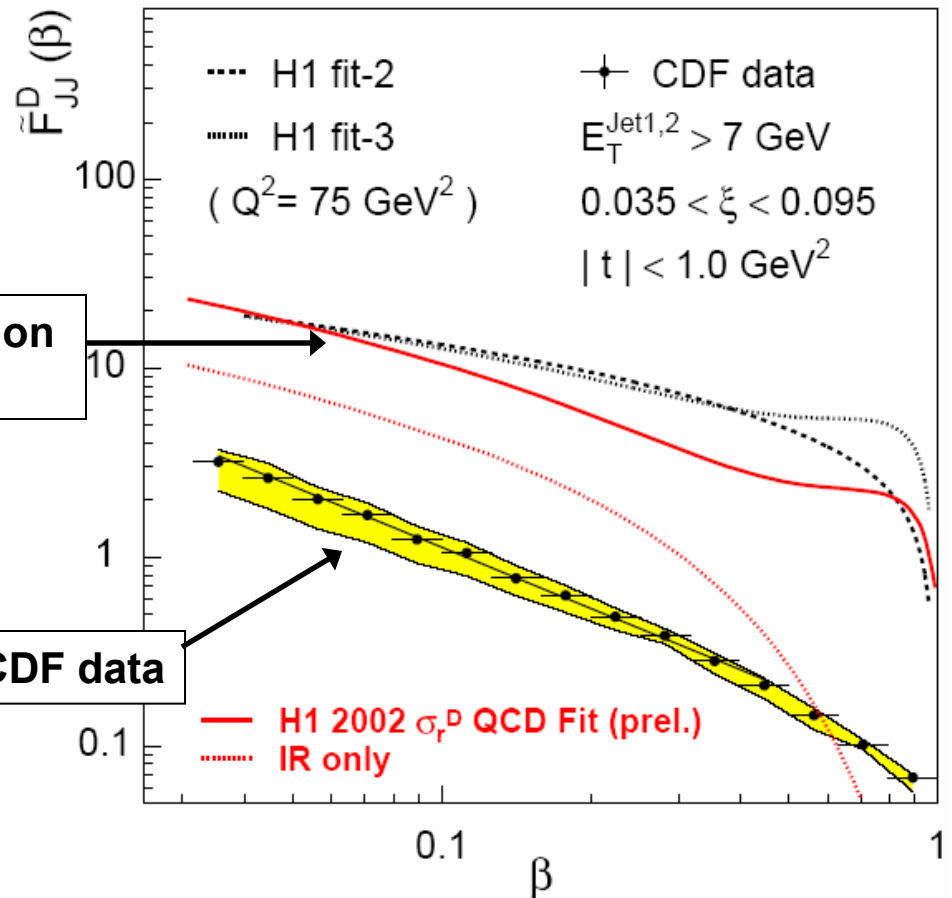 F̃ᴰJJ (β)
H1 fit-2
CDF data
H1 fit-3
E_T^Jet1,2 > 7 GeV
( Q²= 75 GeV² )
0.035 < ξ < 0.095
| t | < 1.0 GeV²
100
on
10
1
CDF data
H1 2002 σᵣᴰ QCD Fit (prel.)
IR only
0.1
0.1
1
β